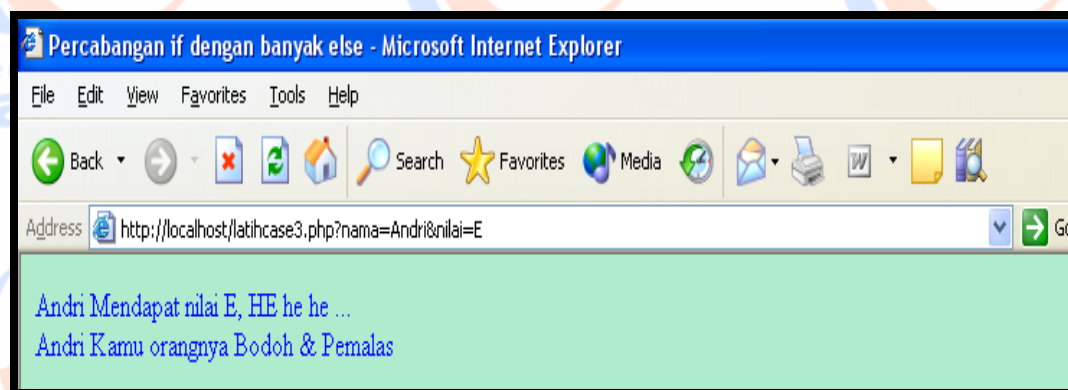 Percabangan if dengan banyak else - Microsoft Internet Explorer
File Edit View Favorites Tools Help
Back Search Favorites Media W
Address http://localhost/latihcase3.php?nama=Andri&nilai=E Go
Andri Mendapat nilai E, HE he he ...
Andri Kamu orangnya Bodoh & Pemalas